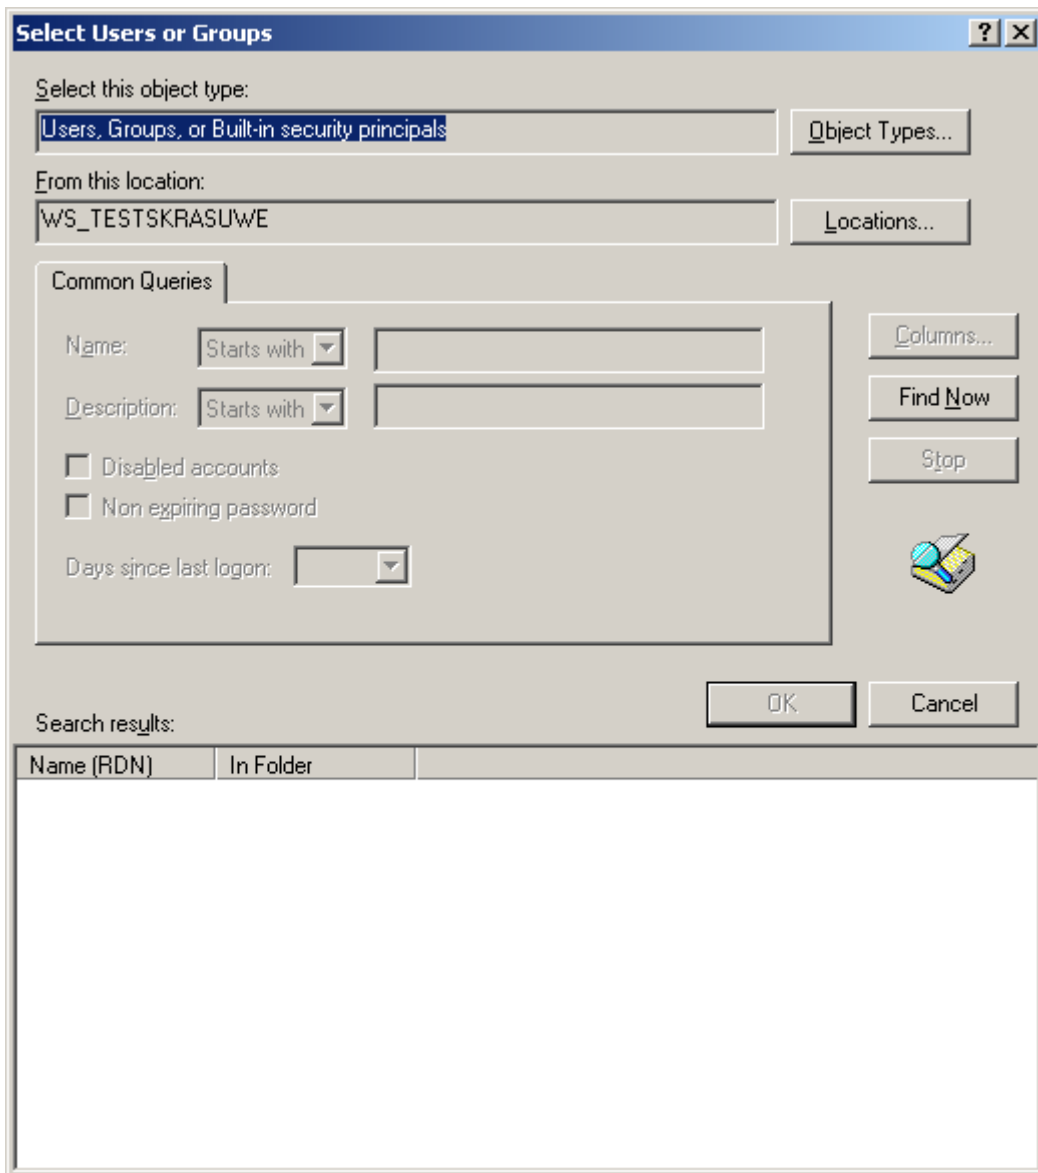 Select Users or Groups
Select this object type:
Users, Groups, or Built-in security principals
Object Types...
From this location:
WS_TESTSKRASUWE
Locations...
Common Queries
Name:
Starts with
Columns...
Description:
Starts with
Find Now
Disabled accounts
Stop
Non expiring password
Days since last logon:
OK
Cancel
Search results:
Name (RDN)
In Folder